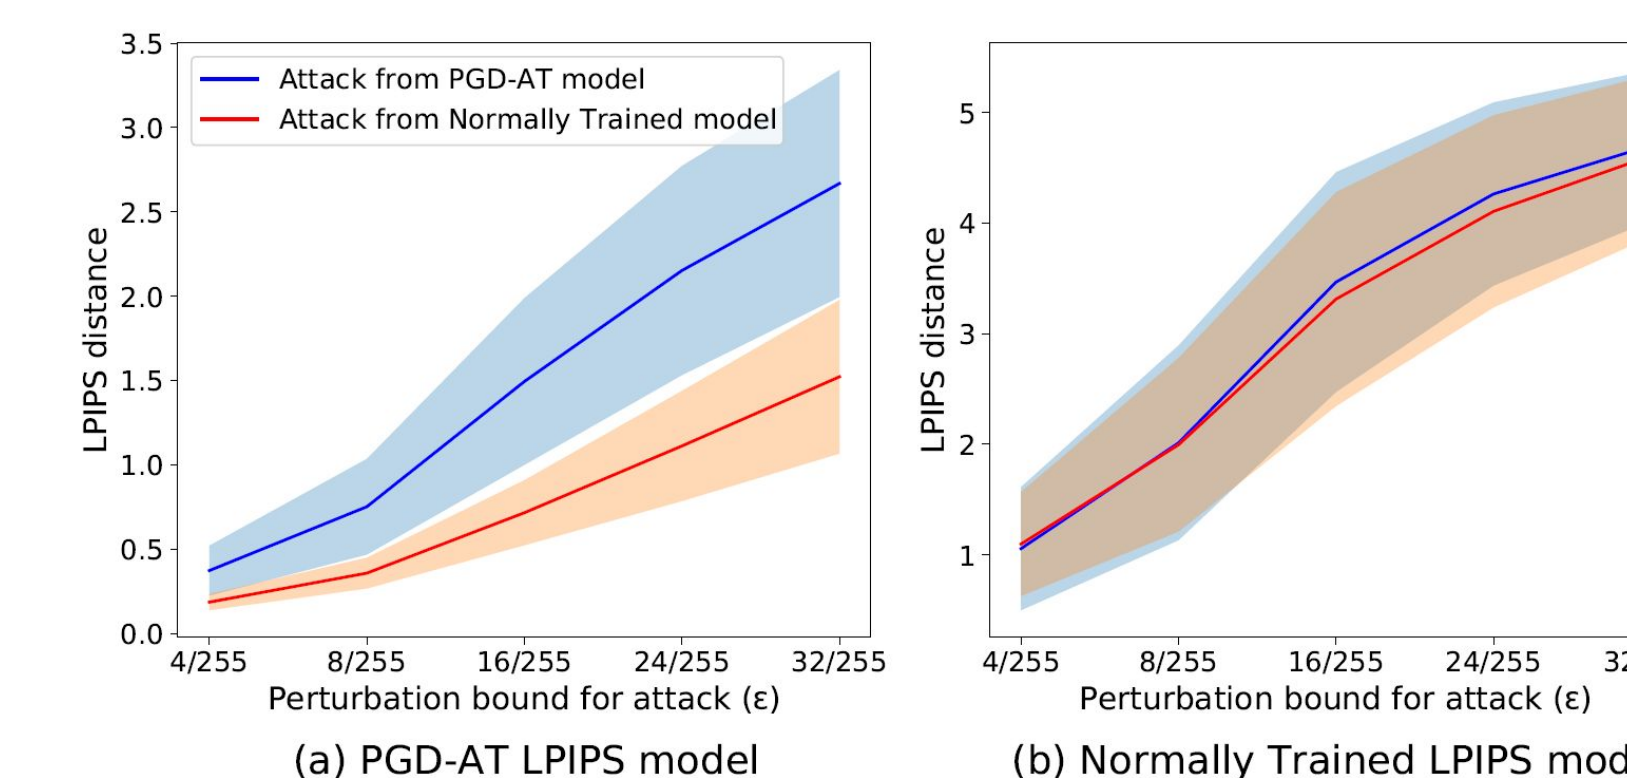 3.5
3.0
2.5
2.0
1.5
1.0
0.5
0.0
LPIPS distance
Attack from PGD-AT model
Attack from Normally Trained model
4/255 8/255 16/255 24/255 32/255
Perturbation bound for attack (ε)
(a) PGD-AT LPIPS model
5
4
3
2
1
LPIPS distance
4/255 8/255 16/255 24/255
Perturbation bound for attack (ε)
(b) Normally Trained LPIPS